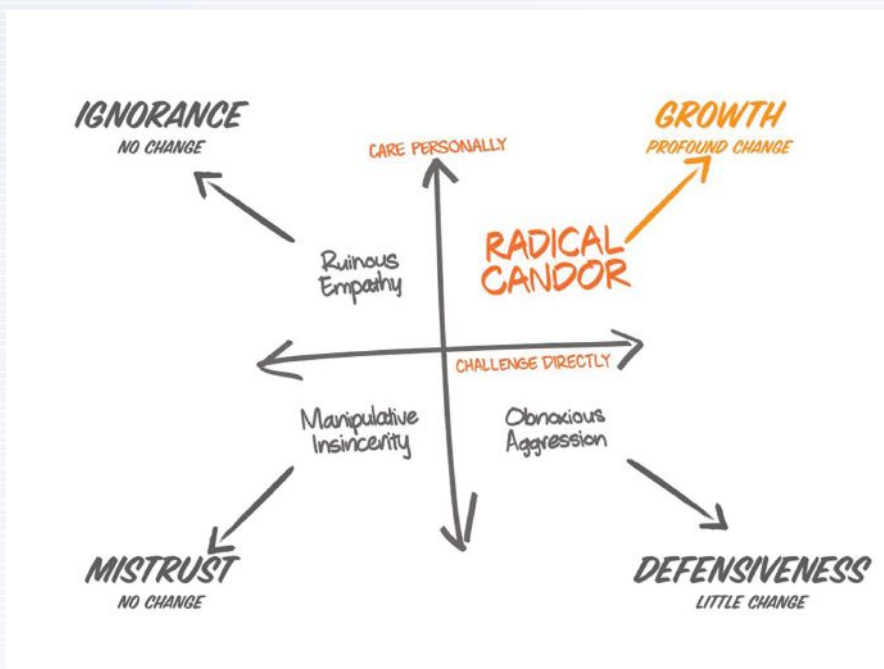 IGNORANCE
NO CHANGE
GROWTH
PROFOUND CHANGE
CARE PERSONALLY
Ruinous
Empathy
RADICAL
CANDOR
CHALLENGE DIRECTLY
Manipulative
Insincerity
Obnoxious
Aggression
MISTRUST
NO CHANGE
DEFENSIVENESS
LITTLE CHANGE